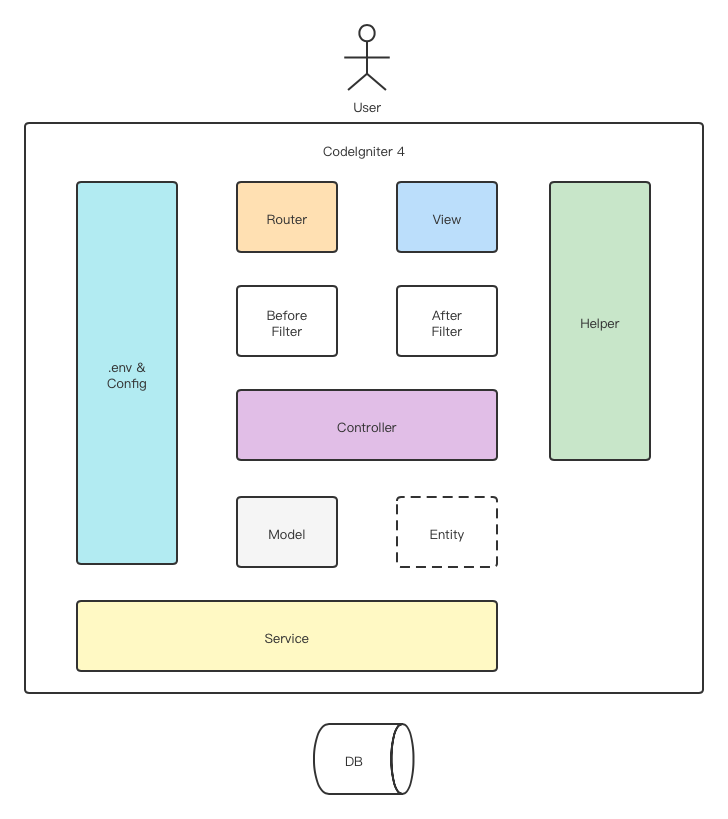 User
CodeIgniter 4
Router
View
Before
Filter
After
Filter
Helper
.env &
Config
Controller
Model
Entity
Service
DB